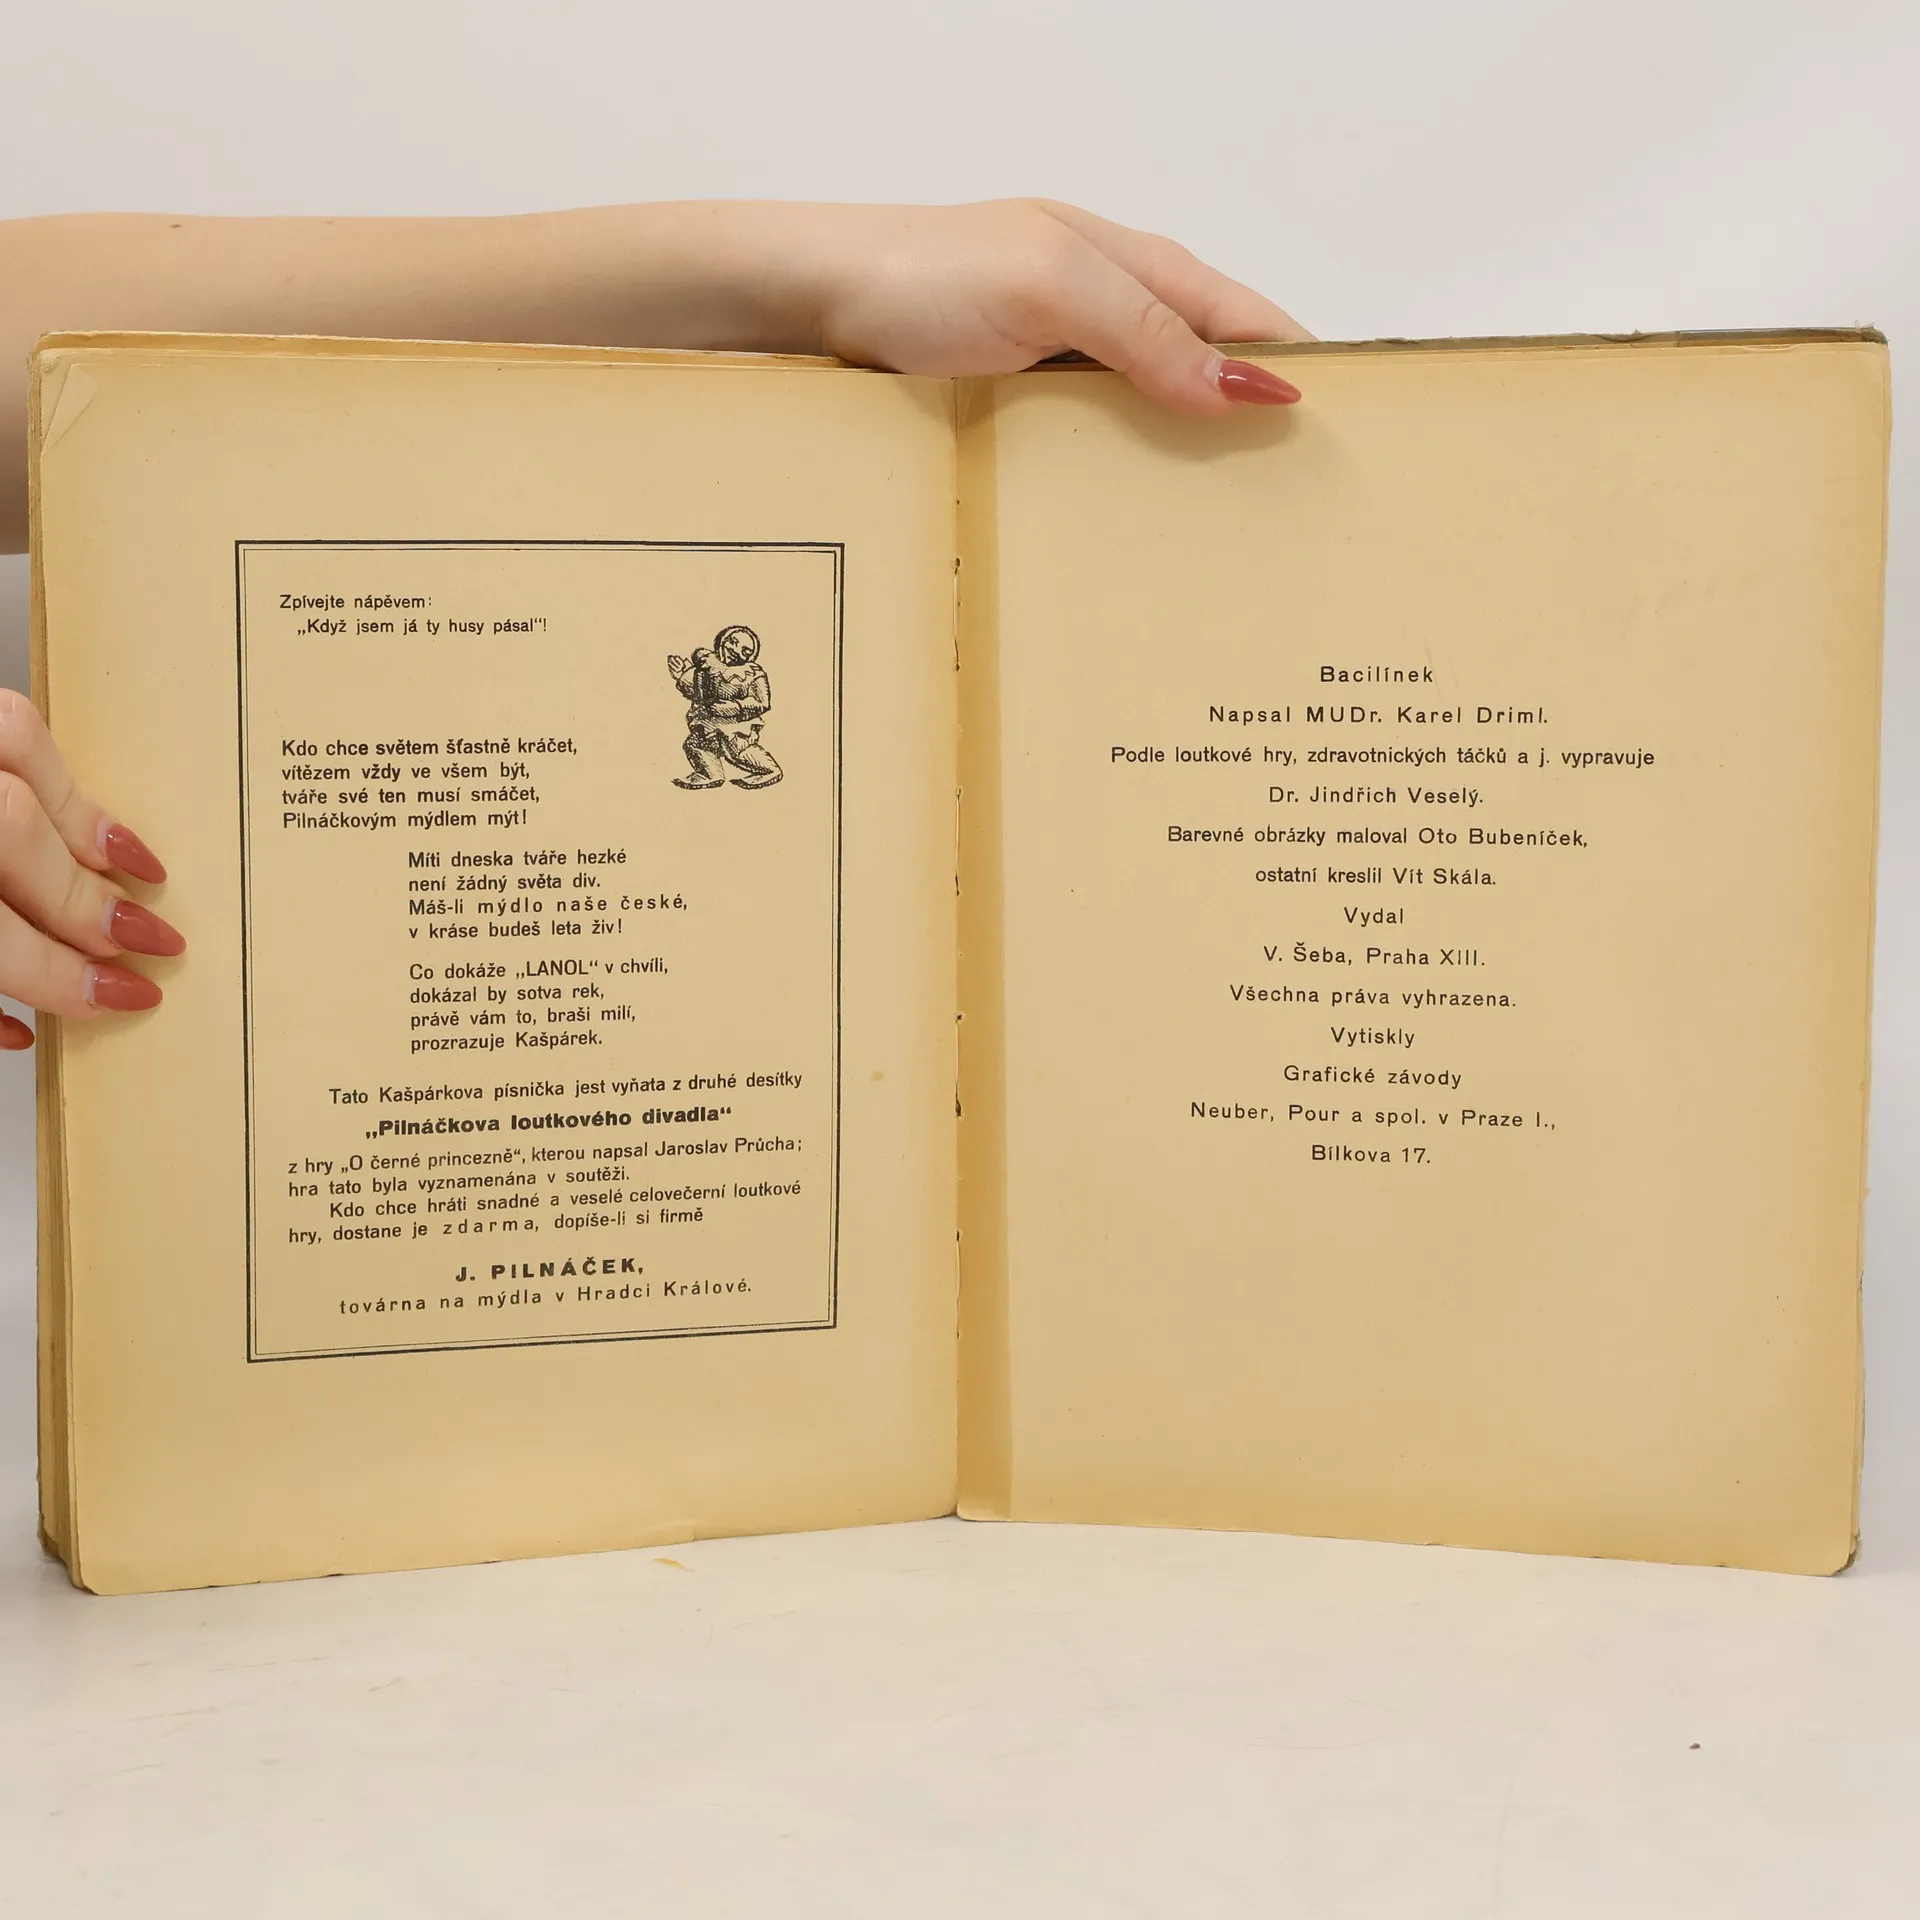 Zpívejte nápěvem:
„Když jsem já ty husy pásal“!
Kdo chce světem šťastně kráčet,
vítězem vždy ve všem být,
tváře své ten musí smáčet,
Pilnáčkovým mýdlem mýt!
Míti dneska tváře hezké
není žádný světa div.
Máš-li mýdlo naše české,
v kráse budeš leta živ!
Co dokáže „LANOL“ v chvíli,
dokázal by sotva rek,
právě vám to, braši milí,
prozrazuje Kašpárek.
Tato Kašpárkova písnička jest vyňata z druhé desítky
„Pilnáčkova loutkového divadla“
z hry „O černé princezně“, kterou napsal Jaroslav Průcha;
hra tato byla vyznamenána v soutěži.
Kdo chce hráti snadné a veselé celovečerní loutkové
hry, dostane je zdarma, dopíše-li si firmě
J. PILNÁČEK,
továrna na mýdla v Hradci Králové.
Bacilínek
Napsal MUDr. Karel Driml.
Podle loutkové hry, zdravotnických táčků a j. vypravuje
Dr. Jindřich Veselý.
Barevné obrázky maloval Oto Bubeníček,
ostatní kreslil Vít Skála.
Vydal
V. Šeba, Praha XIII.
Všechna práva vyhrazena.
Vytiskly
Grafické závody
Neuber, Pour a spol. v Praze I.,
Bílkova 17.